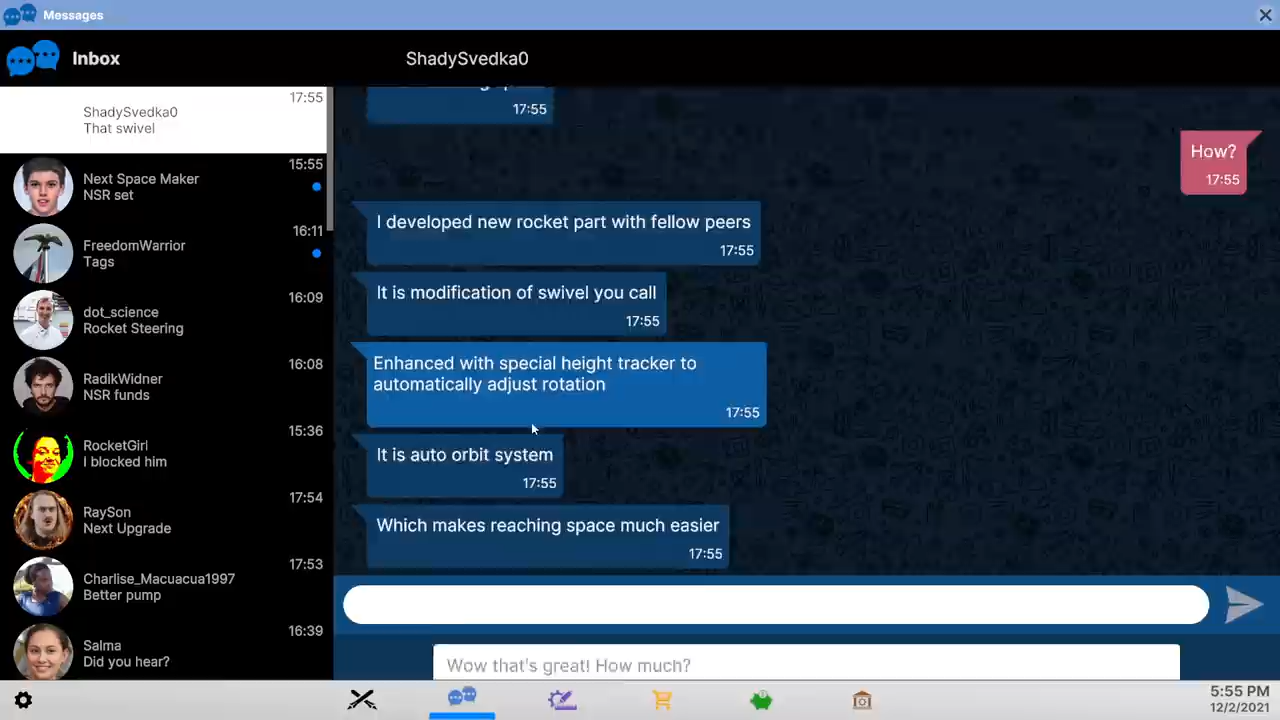 Messages
Inbox
ShadySvedka0
17:55
ShadySvedka0
That swivel
15:55
Next Space Maker
NSR set
16:11
FreedomWarrior
Tags
16:09
dot_science
Rocket Steering
16:08
RadikWidner
NSR funds
15:36
RocketGirl
I blocked him
17:54
RaySon
Next Upgrade
17:53
Charlise_Macuacua1997
Better pump
16:39
Salma
Did you hear?
17:55
How?
17:55
I developed new rocket part with fellow peers
17:55
It is modification of swivel you call
17:55
Enhanced with special height tracker to
automatically adjust rotation
17:55
It is auto orbit system
17:55
Which makes reaching space much easier
17:55
Wow that's great! How much?
5:55 PM
12/2/2021